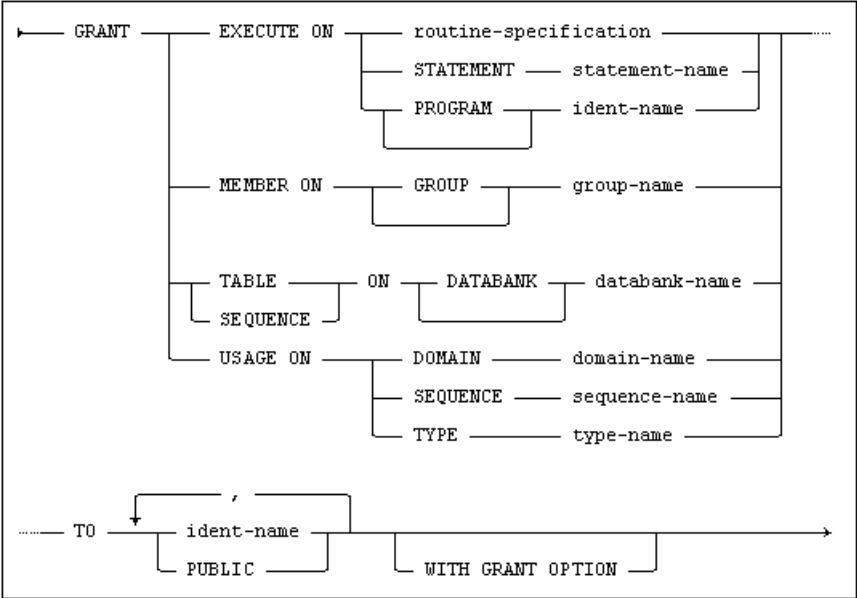 GRANT EXECUTE ON routine-specification
STATEMENT statement-name
PROGRAM ident-name
MEMBER ON GROUP group-name
TABLE ON DATABANK databank-name
SEQUENCE
USAGE ON DOMAIN domain-name
SEQUENCE sequence-name
TYPE type-name
,
TO ident-name
PUBLIC WITH GRANT OPTION